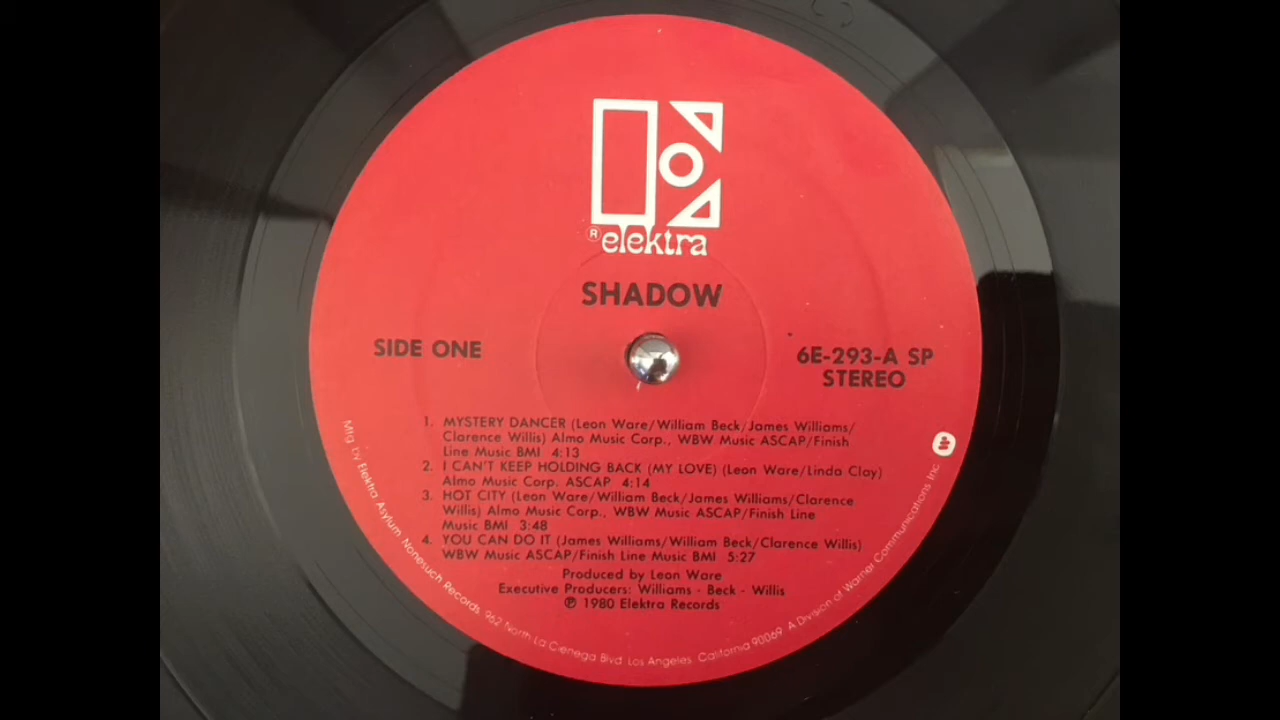 ® elektra
SHADOW
SIDE ONE
6E-293-A SP
STEREO
1. MYSTERY DANCER (Leon Ware/William Beck/James Williams/
Clarence Willis) Almo Music Corp., WBW Music ASCAP/Finish
Line Music BMI 4:13
2. I CAN'T KEEP HOLDING BACK (MY LOVE) (Leon Ware/Linda Clay)
Almo Music Corp. ASCAP 4:14
3. HOT CITY (Leon Ware/William Beck/James Williams/Clarence
Willis) Almo Music Corp., WBW Music ASCAP/Finish Line
Music BMI 3:48
4. YOU CAN DO IT (James Williams/William Beck/Clarence Willis)
WBW Music ASCAP/Finish Line Music BMI 5:27
Produced by Leon Ware
Executive Producers: Williams - Beck - Willis
℗ 1980 Elektra Records
Mfg by Elektra Asylum Nonesuch Records 962 North La Cienega Blvd Los Angeles, California 90069 A Division of Warner Communications Inc